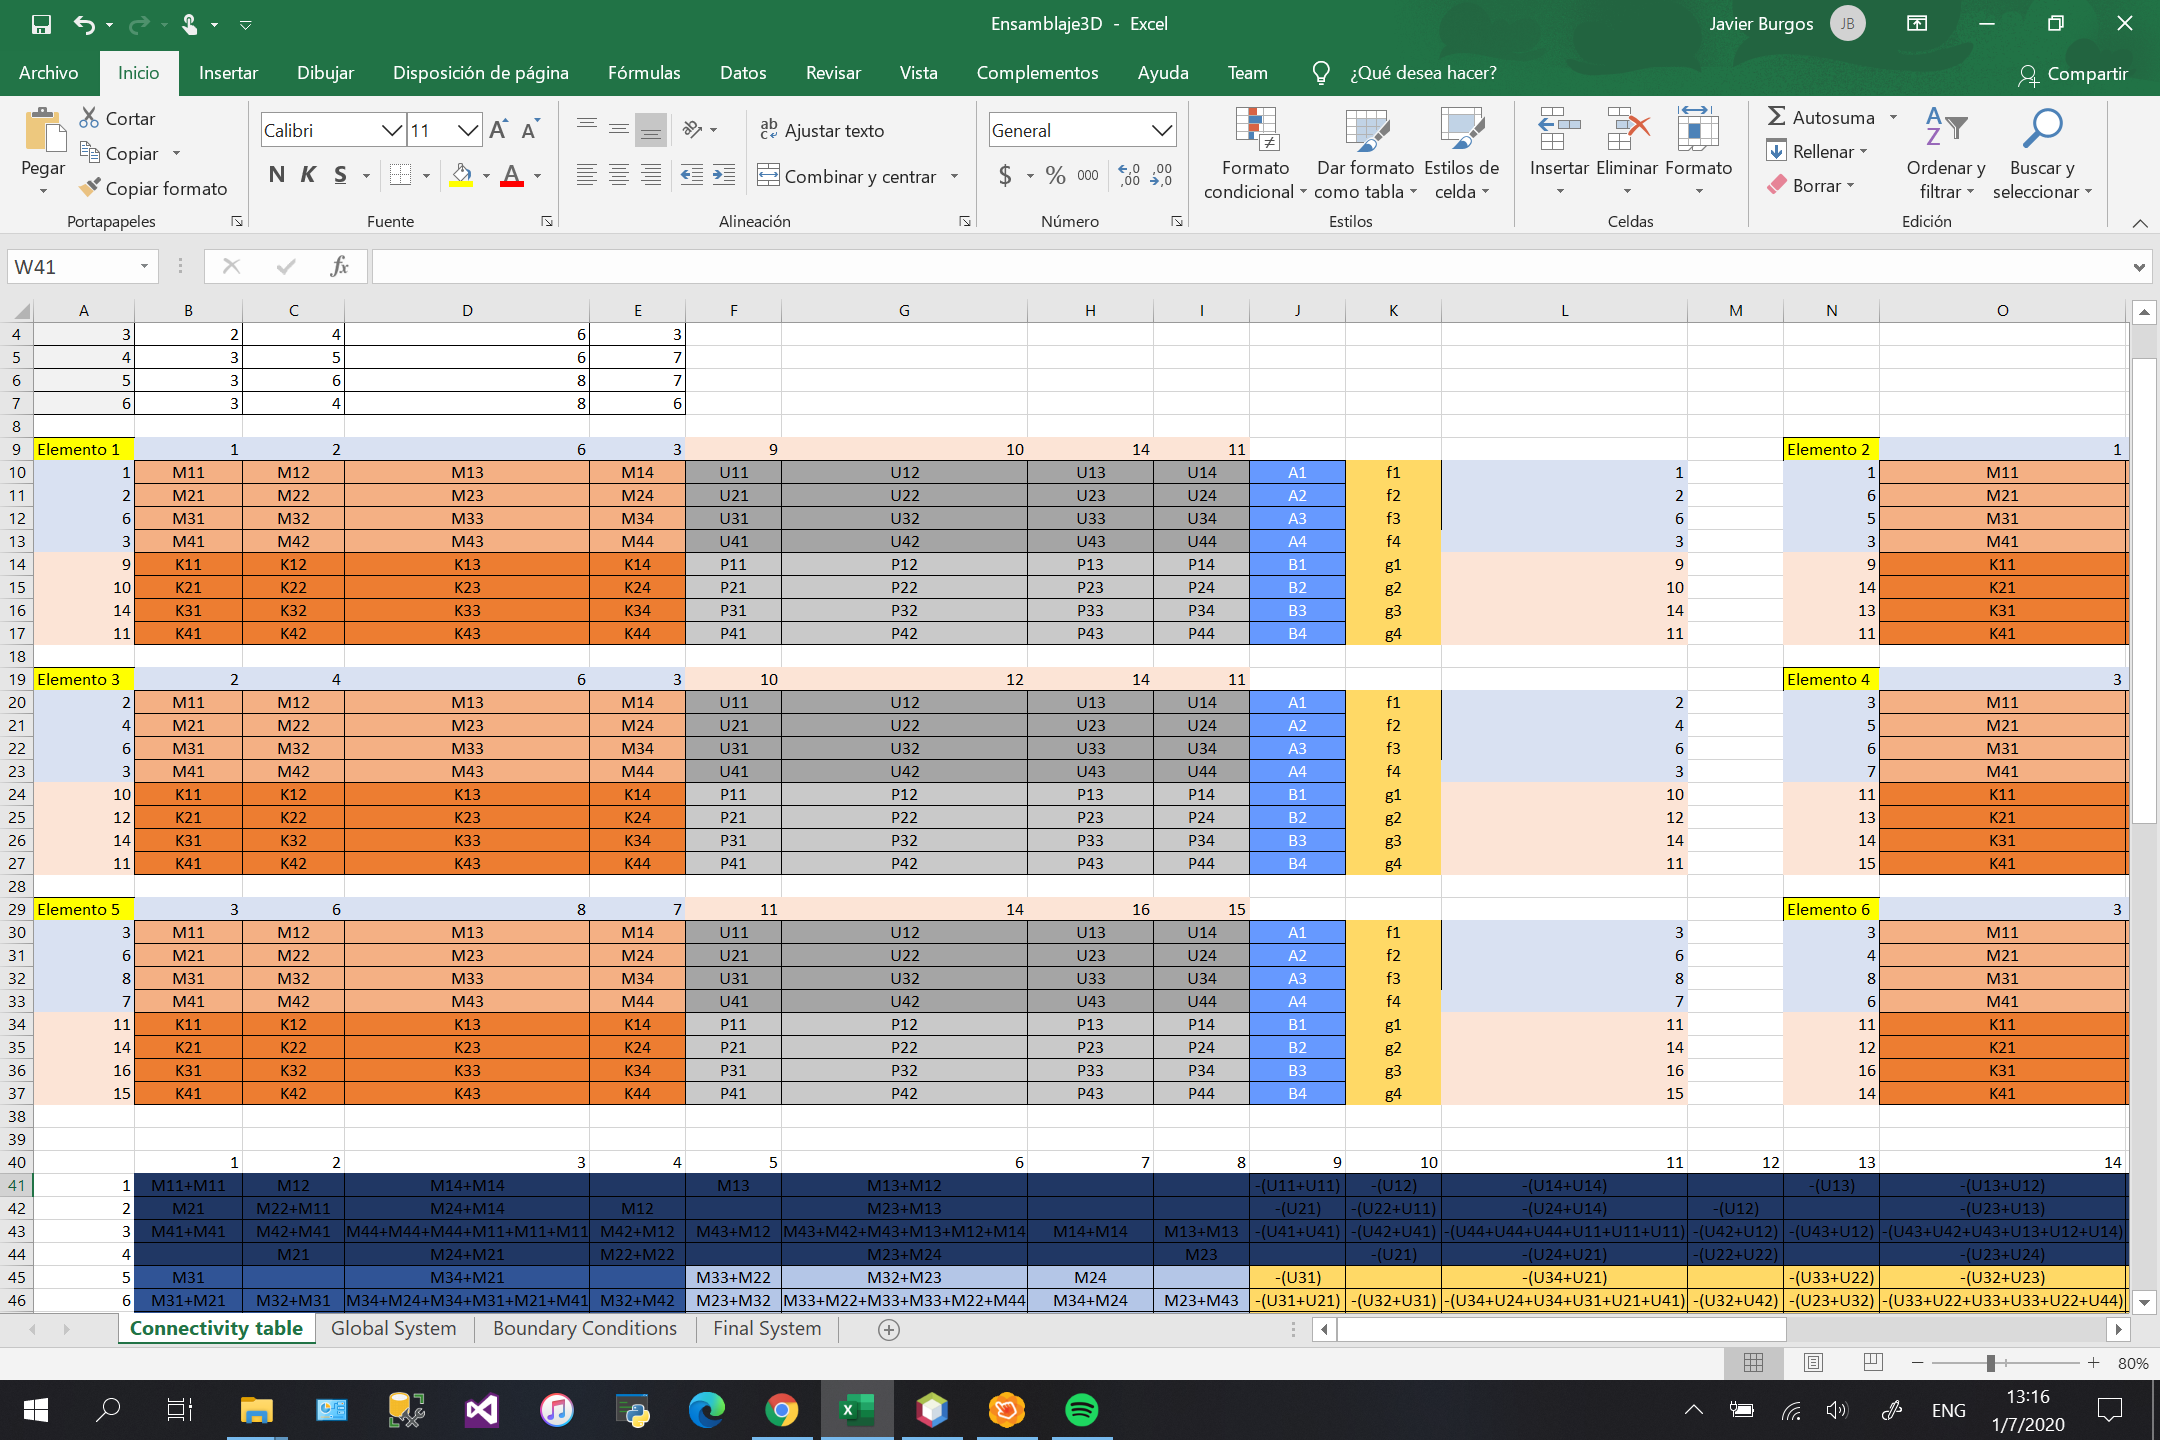 Ensamblaje3D - Excel
Javier Burgos JB
Archivo Inicio Insertar Dibujar Disposición de página Fórmulas Datos Revisar Vista Complementos Ayuda Team ¿Qué desea hacer? Compartir
Pegar Cortar Copiar Copiar formato
Calibri 11 N K S
Ajustar texto Combinar y centrar
General $ % 000
Formato condicional Dar formato como tabla Estilos de celda
Insertar Eliminar Formato
Autosuma Rellenar Borrar Ordenar y filtrar Buscar y seleccionar
Portapapeles Fuente Alineación Número Estilos Celdas Edición
W41 fx
A B C D E F G H I J K L M N O
4 3 2 4 6 3
5 4 3 5 6 7
6 5 3 6 8 7
7 6 3 4 8 6
8
9 Elemento 1 1 2 6 3 9 10 14 11 Elemento 2 1
10 1 M11 M12 M13 M14 U11 U12 U13 U14 A1 f1 1 1 M11
11 2 M21 M22 M23 M24 U21 U22 U23 U24 A2 f2 2 6 M21
12 6 M31 M32 M33 M34 U31 U32 U33 U34 A3 f3 6 5 M31
13 3 M41 M42 M43 M44 U41 U42 U43 U44 A4 f4 3 3 M41
14 9 K11 K12 K13 K14 P11 P12 P13 P14 B1 g1 9 9 K11
15 10 K21 K22 K23 K24 P21 P22 P23 P24 B2 g2 10 14 K21
16 14 K31 K32 K33 K34 P31 P32 P33 P34 B3 g3 14 13 K31
17 11 K41 K42 K43 K44 P41 P42 P43 P44 B4 g4 11 11 K41
18
19 Elemento 3 2 4 6 3 10 12 14 11 Elemento 4 3
20 2 M11 M12 M13 M14 U11 U12 U13 U14 A1 f1 2 3 M11
21 4 M21 M22 M23 M24 U21 U22 U23 U24 A2 f2 4 5 M21
22 6 M31 M32 M33 M34 U31 U32 U33 U34 A3 f3 6 6 M31
23 3 M41 M42 M43 M44 U41 U42 U43 U44 A4 f4 3 7 M41
24 10 K11 K12 K13 K14 P11 P12 P13 P14 B1 g1 10 11 K11
25 12 K21 K22 K23 K24 P21 P22 P23 P24 B2 g2 12 13 K21
26 14 K31 K32 K33 K34 P31 P32 P33 P34 B3 g3 14 14 K31
27 11 K41 K42 K43 K44 P41 P42 P43 P44 B4 g4 11 15 K41
28
29 Elemento 5 3 6 8 7 11 14 16 15 Elemento 6 3
30 3 M11 M12 M13 M14 U11 U12 U13 U14 A1 f1 3 3 M11
31 6 M21 M22 M23 M24 U21 U22 U23 U24 A2 f2 6 4 M21
32 8 M31 M32 M33 M34 U31 U32 U33 U34 A3 f3 8 8 M31
33 7 M41 M42 M43 M44 U41 U42 U43 U44 A4 f4 7 6 M41
34 11 K11 K12 K13 K14 P11 P12 P13 P14 B1 g1 11 11 K11
35 14 K21 K22 K23 K24 P21 P22 P23 P24 B2 g2 14 12 K21
36 16 K31 K32 K33 K34 P31 P32 P33 P34 B3 g3 16 16 K31
37 15 K41 K42 K43 K44 P41 P42 P43 P44 B4 g4 15 14 K41
38
39
40 1 2 3 4 5 6 7 8 9 10 11 12 13 14
41 1 M11+M11 M12 M14+M14 M13 M13+M12 -(U11+U11) -(U12) -(U14+U14) -(U13) -(U13+U12)
42 2 M21 M22+M11 M24+M14 M12 M23+M13 -(U21) -(U22+U11) -(U24+U14) -(U12) -(U23+U13)
43 3 M41+M41 M42+M41 M44+M44+M44+M11+M11+M11 M42+M12 M43+M12 M43+M42+M43+M13+M12+M14 M14+M14 M13+M13 -(U41+U41) -(U42+U41) -(U44+U44+U44+U11+U11+U11) -(U42+U12) -(U43+U12) -(U43+U42+U43+U13+U12+U14)
44 4 M21 M24+M21 M22+M22 M23+M24 M23 -(U21) -(U24+U21) -(U22+U22) -(U23+U24)
45 5 M31 M34+M21 M33+M22 M32+M23 M24 -(U31) -(U34+U21) -(U33+U22) -(U32+U23)
46 6 M31+M21 M32+M31 M34+M24+M34+M31+M21+M41 M32+M42 M23+M32 M33+M22+M33+M33+M22+M44 M34+M24 M23+M43 -(U31+U21) -(U32+U31) -(U34+U24+U34+U31+U21+U41) -(U32+U42) -(U23+U32) -(U33+U22+U33+U33+U22+U44)
Connectivity table Global System Boundary Conditions Final System
80%
13:16
ENG
1/7/2020